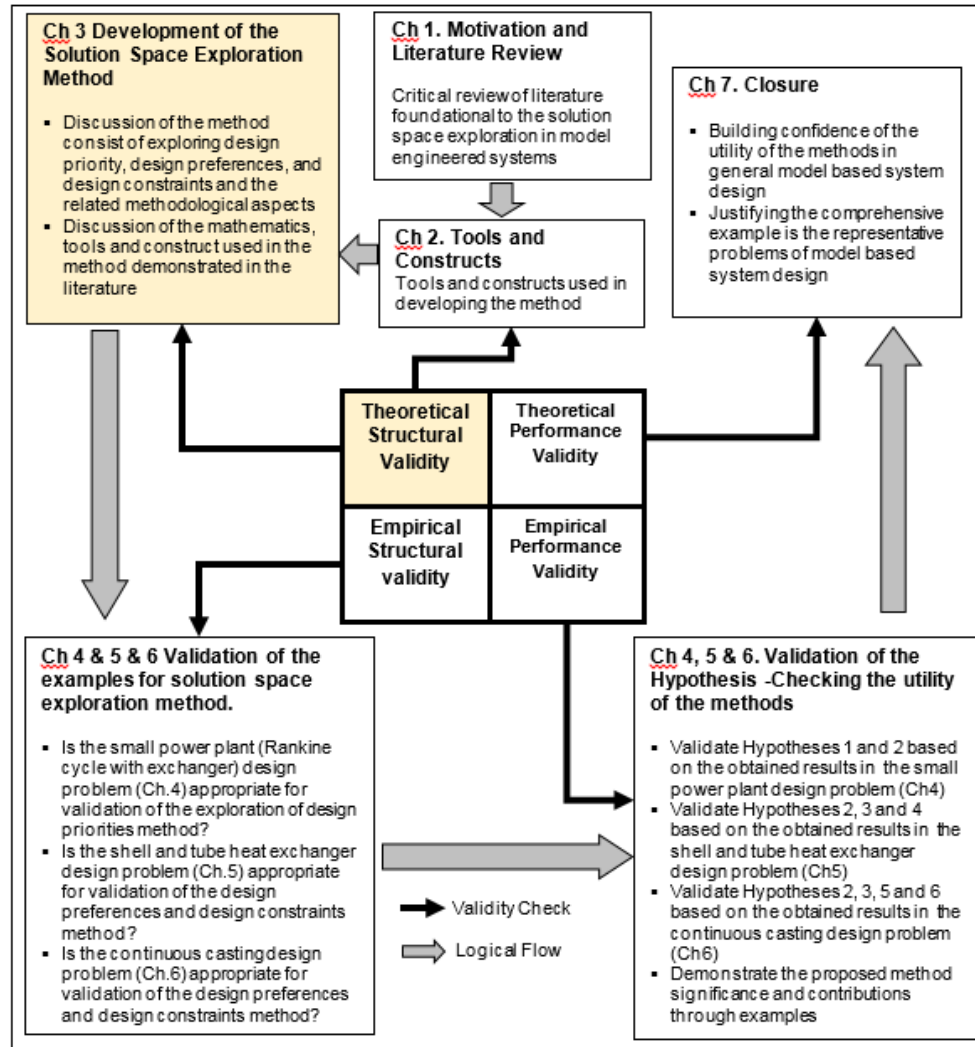 Ch 3 Development of the
Solution Space Exploration
Method
▪ Discussion of the method
consist of exploring design
priority, design preferences, and
design constraints and the
related methodological aspects
▪ Discussion of the mathematics,
tools and construct used in the
method demonstrated in the
literature
Ch 1. Motivation and
Literature Review
Critical review of literature
foundational to the solution
space exploration in model
engineered systems
Ch 2. Tools and
Constructs
Tools and constructs used in
developing the method
Ch 7. Closure
▪ Building confidence of the
utility of the methods in
general model based system
design
▪ Justifying the comprehensive
example is the representative
problems of model based
system design
Theoretical
Structural
Validity
Theoretical
Performance
Validity
Empirical
Structural
validity
Empirical
Performance
Validity
Ch 4 & 5 & 6 Validation of the
examples for solution space
exploration method.
▪ Is the small power plant (Rankine
cycle with exchanger) design
problem (Ch.4) appropriate for
validation of the exploration of design
priorities method?
▪ Is the shell and tube heat exchanger
design problem (Ch.5) appropriate
for validation of the design
preferences and design constraints
method?
▪ Is the continuous casting design
problem (Ch.6) appropriate for
validation of the design preferences
and design constraints method?
Validity Check
Logical Flow
Ch 4, 5 & 6. Validation of the
Hypothesis -Checking the utility
of the methods
▪ Validate Hypotheses 1 and 2 based
on the obtained results in the small
power plant design problem (Ch4)
▪ Validate Hypotheses 2, 3 and 4
based on the obtained results in the
shell and tube heat exchanger
design problem (Ch5)
▪ Validate Hypotheses 2, 3, 5 and 6
based on the obtained results in the
continuous casting design problem
(Ch6)
▪ Demonstrate the proposed method
significance and contributions
through examples